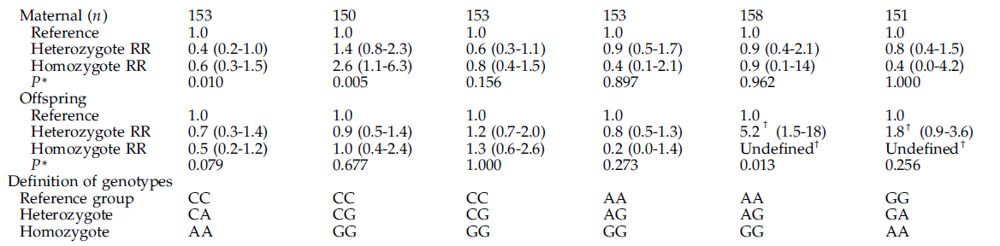 Maternal (n) 153 150 153 153 158 151
Reference 1.0 1.0 1.0 1.0 1.0 1.0
Heterozygote RR 0.4 (0.2-1.0) 1.4 (0.8-2.3) 0.6 (0.3-1.1) 0.9 (0.5-1.7) 0.9 (0.4-2.1) 0.8 (0.4-1.5)
Homozygote RR 0.6 (0.3-1.5) 2.6 (1.1-6.3) 0.8 (0.4-1.5) 0.4 (0.1-2.1) 0.9 (0.1-14) 0.4 (0.0-4.2)
P* 0.010 0.005 0.156 0.897 0.962 1.000
Offspring
Reference 1.0 1.0 1.0 1.0 1.0 1.0
Heterozygote RR 0.7 (0.3-1.4) 0.9 (0.5-1.4) 1.2 (0.7-2.0) 0.8 (0.5-1.3) 5.2† (1.5-18) 1.8† (0.9-3.6)
Homozygote RR 0.5 (0.2-1.2) 1.0 (0.4-2.4) 1.3 (0.6-2.6) 0.2 (0.0-1.4) Undefined† Undefined†
P* 0.079 0.677 1.000 0.273 0.013 0.256
Definition of genotypes
Reference group CC CC CC AA AA GG
Heterozygote CA CG CG AG AG GA
Homozygote AA GG GG GG GG AA